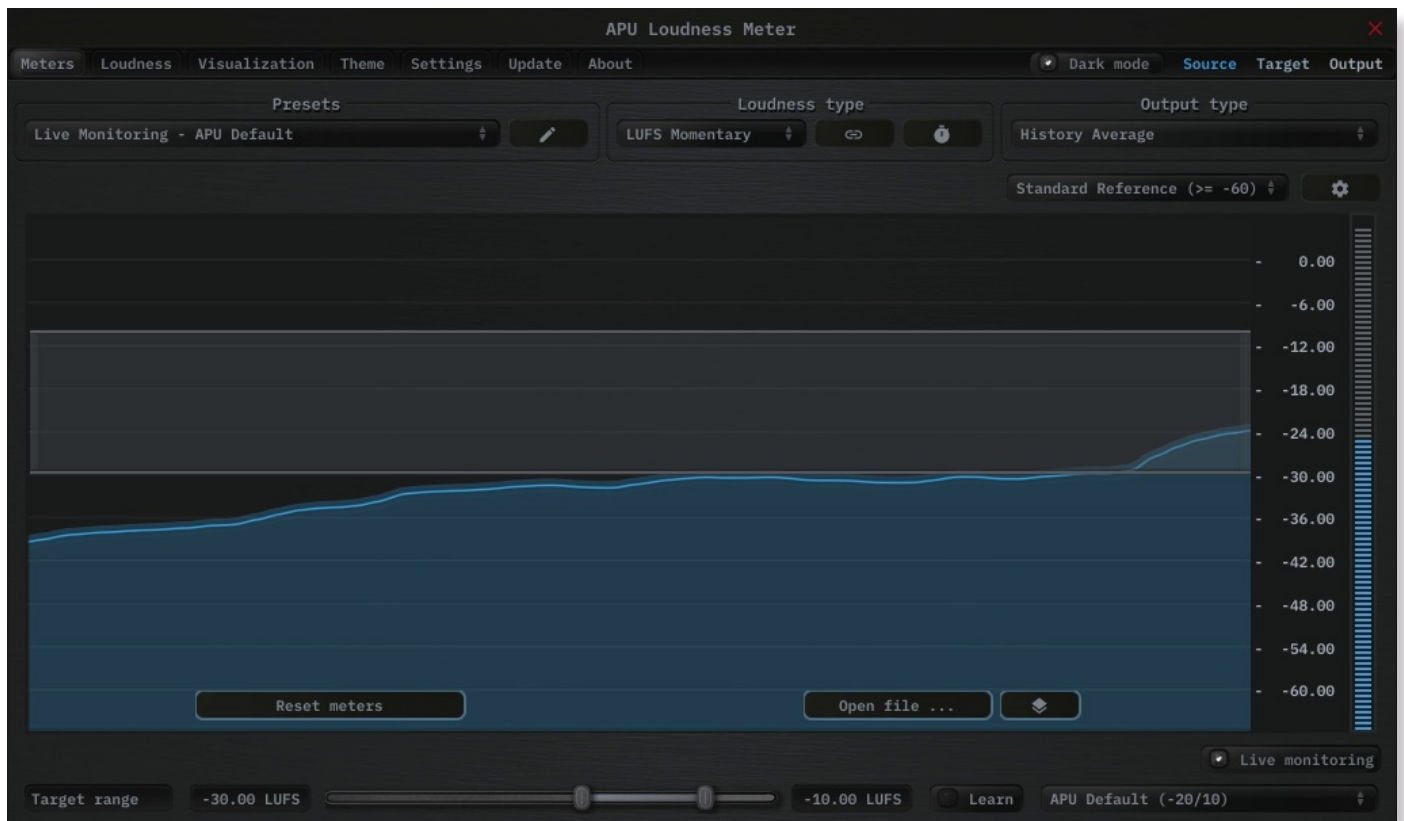 APU Loudness Meter
Meters Loudness Visualization Theme Settings Update About Dark mode Source Target Output
Presets Loudness type Output type
Live Monitoring - APU Default LUFS Momentary History Average
Standard Reference (>= -60)
- 0.00
- -6.00
- -12.00
- -18.00
- -24.00
- -30.00
- -36.00
- -42.00
- -48.00
- -54.00
- -60.00
Reset meters Open file ...
Live monitoring
Target range -30.00 LUFS -10.00 LUFS Learn APU Default (-20/10)